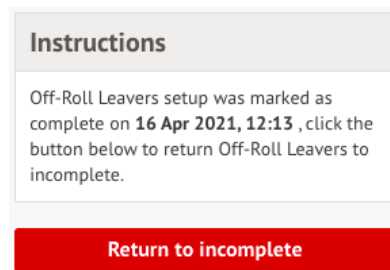 Instructions
Off-Roll Leavers setup was marked as
complete on 16 Apr 2021, 12:13 , click the
button below to return Off-Roll Leavers to
incomplete.
Return to incomplete